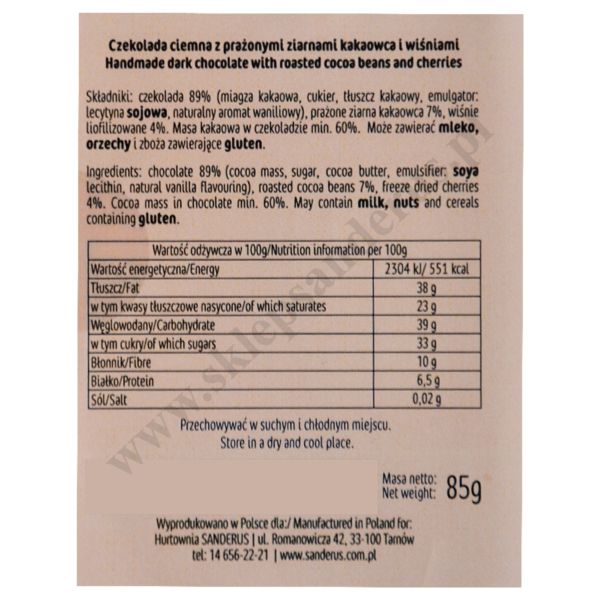 Czekolada ciemna z prażonymi ziarnami kakaowca i wiśniami
Handmade dark chocolate with roasted cocoa beans and cherries
Składniki: czekolada 89% (miagza kakaowa, cukier, tłuszcz kakaowy, emulgator:
lecytyna sojowa, naturalny aromat waniliowy), prażone ziarna kakaowca 7%, wiśnie
liofilizowane 4%. Masa kakaowa w czekoladzie min. 60%. Może zawierać mleko,
orzechy i zboża zawierające gluten.
Ingredients: chocolate 89% (cocoa mass, sugar, cocoa butter, emulsifier: soya
lecithin, natural vanilla flavouring), roasted cocoa beans 7%, freeze dried cherries
4%. Cocoa mass in chocolate min. 60%. May contain milk, nuts and cereals
containing gluten.
Wartość odżywcza w 100g/Nutrition information per 100g
Wartość energetyczna/Energy 2304 kJ/ 551 kcal
Tłuszcz/Fat 38 g
w tym kwasy tłuszczowe nasycone/of which saturates 23 g
Węglowodany/Carbohydrate 39 g
w tym cukry/of which sugars 33 g
Błonnik/Fibre 10 g
Białko/Protein 6,5 g
Sól/Salt 0,02 g
Przechowywać w suchym i chłodnym miejscu.
Store in a dry and cool place.
Masa netto:
Net weight: 85g
Wyprodukowano w Polsce dla:/ Manufactured in Poland for:
Hurtownia SANDERUS | ul. Romanowicza 42, 33-100 Tarnów
tel: 14 656-22-21 | www.sanderus.com.pl
www.sklepsanderus.pl